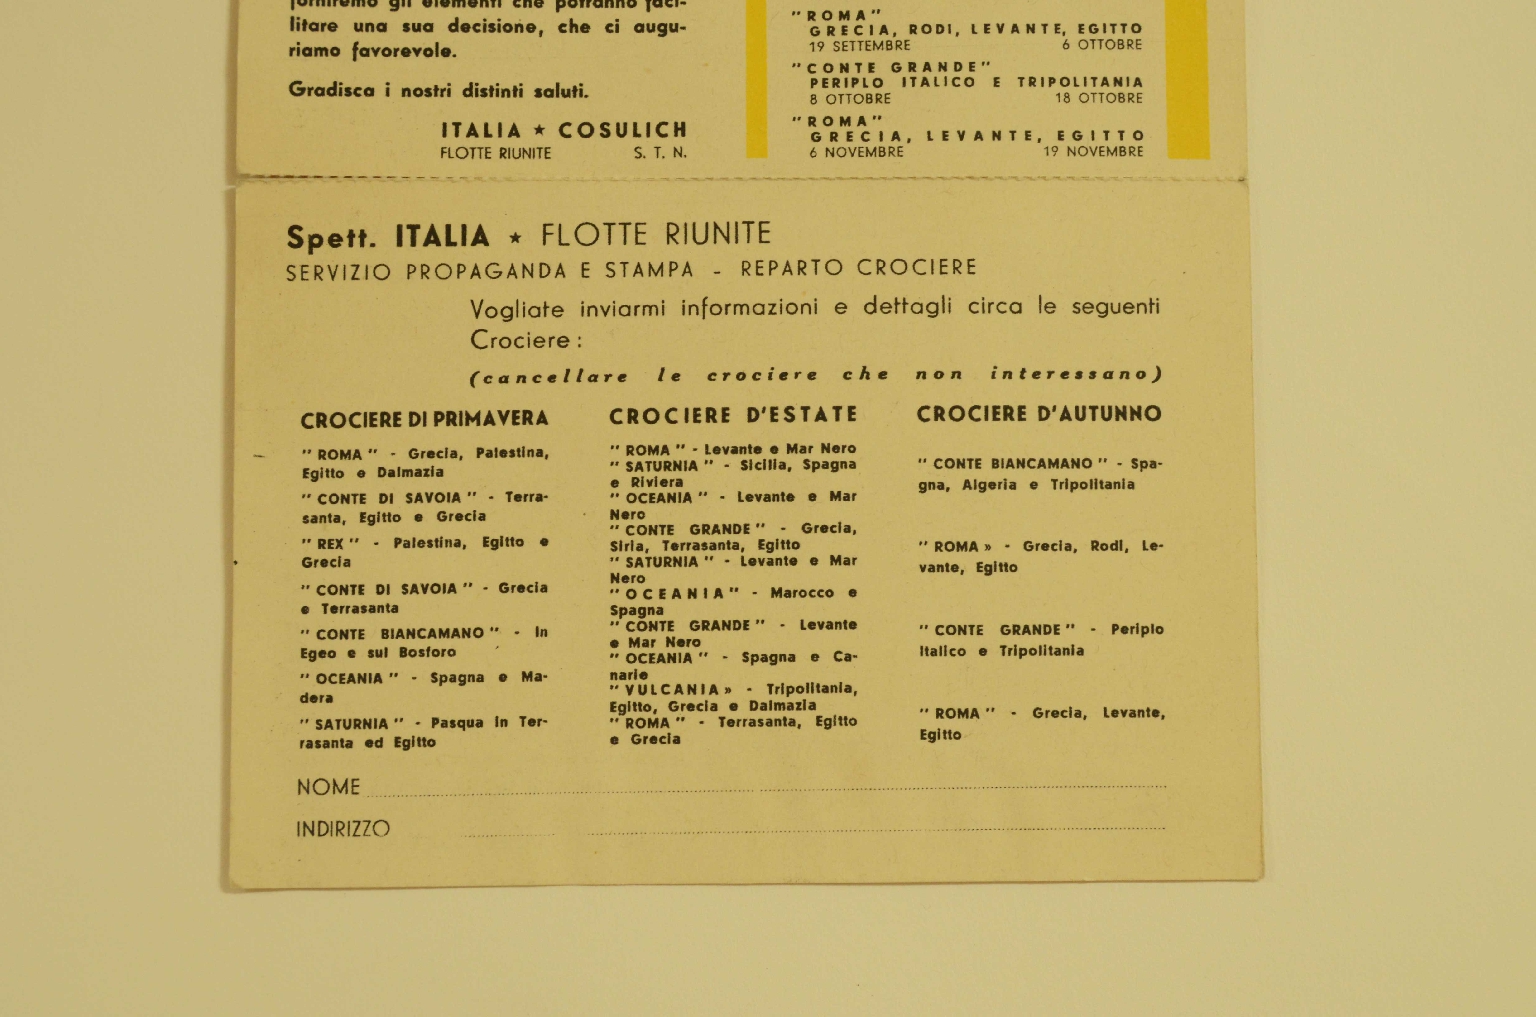 forniremo gli elementi che potranno faci-
litare una sua decisione, che ci augu-
riamo favorevole.
Gradisca i nostri distinti saluti.
ITALIA ★ COSULICH
FLOTTE RIUNITE S. T. N.
"ROMA"
GRECIA, RODI, LEVANTE, EGITTO
19 SETTEMBRE 6 OTTOBRE
"CONTE GRANDE"
PERIPLO ITALICO E TRIPOLITANIA
8 OTTOBRE 18 OTTOBRE
"ROMA"
GRECIA, LEVANTE, EGITTO
6 NOVEMBRE 19 NOVEMBRE
Spett. ITALIA ★ FLOTTE RIUNITE
SERVIZIO PROPAGANDA E STAMPA - REPARTO CROCIERE
Vogliate inviarmi informazioni e dettagli circa le seguenti
Crociere :
(cancellare le crociere che non interessano)
CROCIERE DI PRIMAVERA
" ROMA " - Grecia, Palestina,
Egitto e Dalmazia
" CONTE DI SAVOIA " - Terra-
santa, Egitto e Grecia
" REX " - Palestina, Egitto e
Grecia
" CONTE DI SAVOIA " - Grecia
e Terrasanta
" CONTE BIANCAMANO " - In
Egeo e sul Bosforo
" OCEANIA " - Spagna e Ma-
dera
" SATURNIA " - Pasqua in Ter-
rasanta ed Egitto
CROCIERE D'ESTATE
" ROMA " - Levante e Mar Nero
" SATURNIA " - Sicilia, Spagna
e Riviera
" OCEANIA " - Levante e Mar
Nero
" CONTE GRANDE " - Grecia,
Siria, Terrasanta, Egitto
" SATURNIA " - Levante e Mar
Nero
" OCEANIA " - Marocco e
Spagna
" CONTE GRANDE " - Levante
e Mar Nero
" OCEANIA " - Spagna e Ca-
narie
" VULCANIA » - Tripolitania,
Egitto, Grecia e Dalmazia
" ROMA " - Terrasanta, Egitto
e Grecia
CROCIERE D'AUTUNNO
" CONTE BIANCAMANO " - Spa-
gna, Algeria e Tripolitania
" ROMA » - Grecia, Rodi, Le-
vante, Egitto
" CONTE GRANDE " - Periplo
Italico e Tripolitania
" ROMA " - Grecia, Levante,
Egitto
NOME
INDIRIZZO